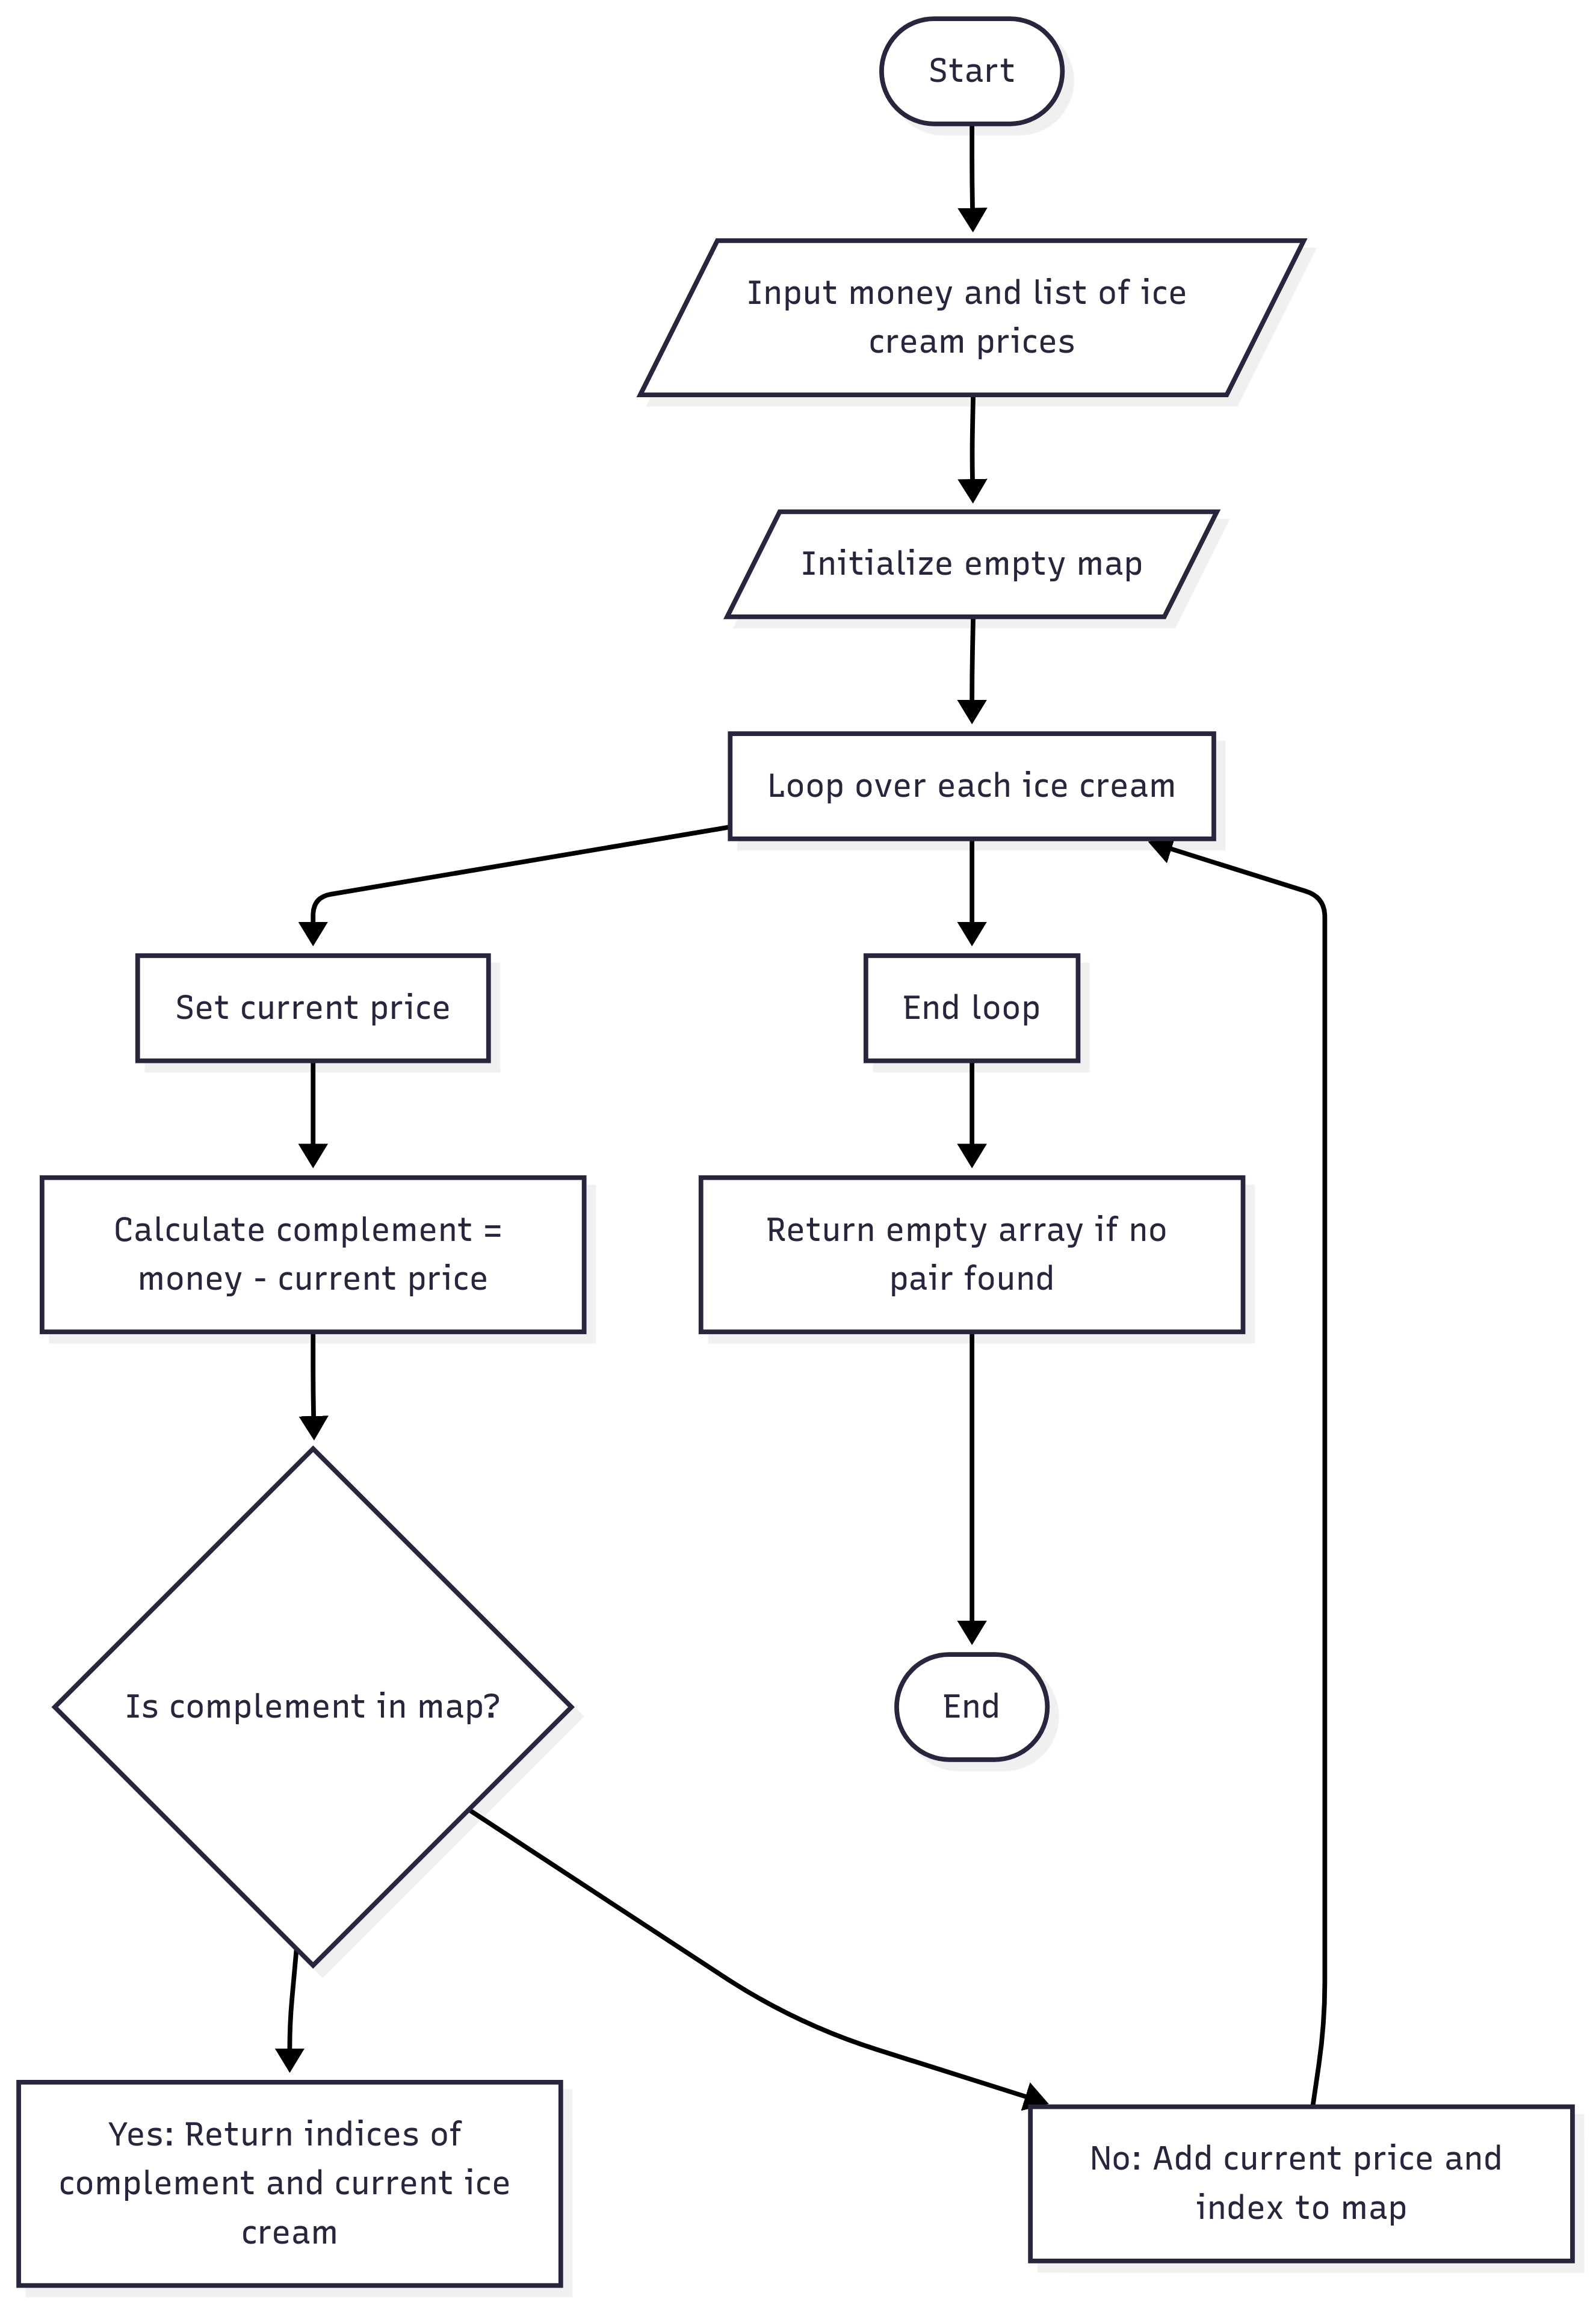 Start
Input money and list of ice
cream prices
Initialize empty map
Loop over each ice cream
Set current price
End loop
Calculate complement =
money - current price
Return empty array if no
pair found
Is complement in map?
End
Yes: Return indices of
complement and current ice
cream
No: Add current price and
index to map